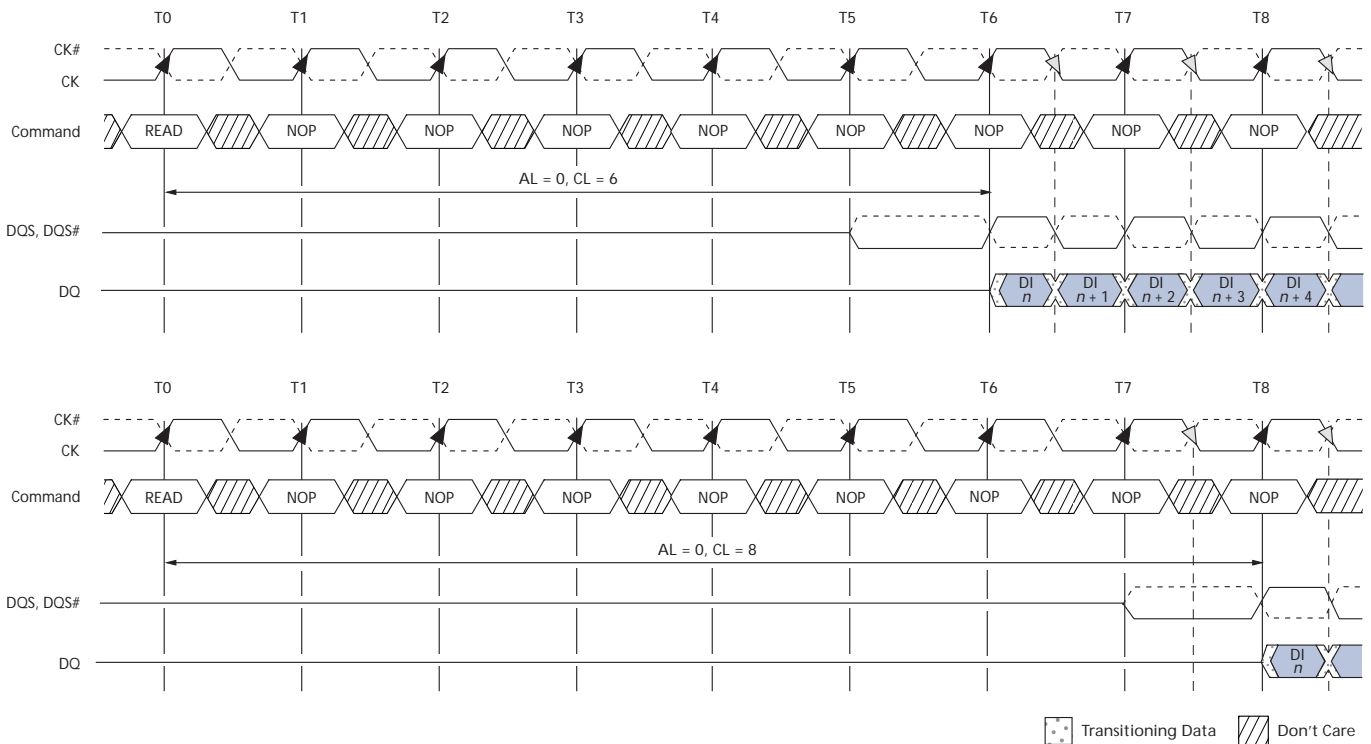 T0 T1 T2 T3 T4 T5 T6 T7 T8
CK#
CK
Command READ NOP NOP NOP NOP NOP NOP NOP NOP
AL = 0, CL = 6
DQS, DQS#
DQ DI n DI n + 1 DI n + 2 DI n + 3 DI n + 4
T0 T1 T2 T3 T4 T5 T6 T7 T8
CK#
CK
Command READ NOP NOP NOP NOP NOP NOP NOP NOP
AL = 0, CL = 8
DQS, DQS#
DQ DI n
Transitioning Data Don't Care